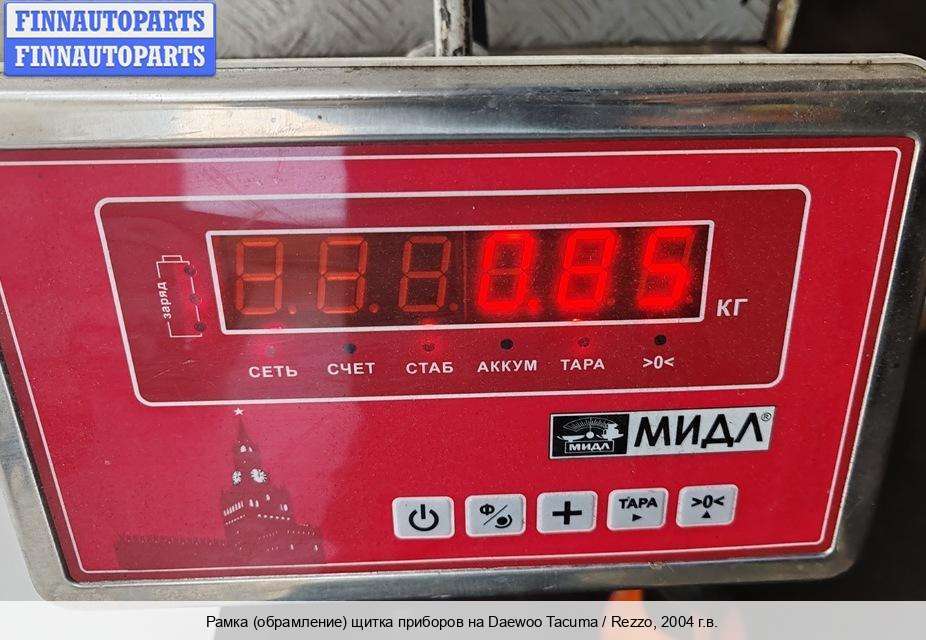 FINNAUTOPARTS
FINNAUTOPARTS
заряд
0.85
КГ
СЕТЬ СЧЕТ СТАБ АККУМ ТАРА >0<
МИДЛ
МИДЛ®
Ф ТАРА >0<
Рамка (обрамление) щитка приборов на Daewoo Tacuma / Rezzo, 2004 г.в.